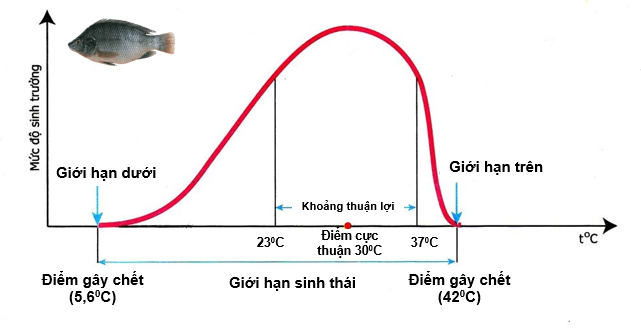 Mức độ sinh trưởng
Giới hạn dưới
Giới hạn trên
Khoảng thuận lợi
23⁰C
Điểm cực
thuận 30⁰C
37⁰C
t°C
Điểm gây chết
(5,6⁰C)
Giới hạn sinh thái
Điểm gây chết
(42⁰C)